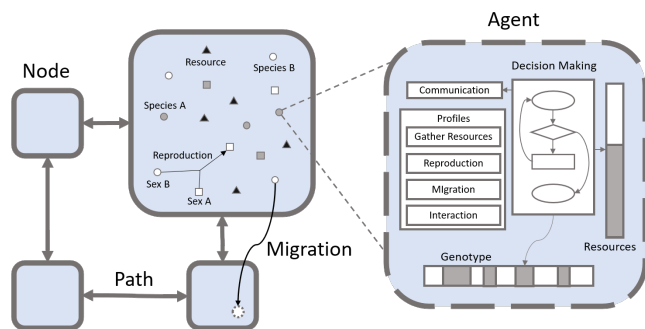 Agent
Node
Resource
Species B
Species A
Reproduction
Sex B
Sex A
Migration
Path
Decision Making
Communication
Profiles
Gather Resources
Reproduction
MIgration
Interaction
Resources
Genotype